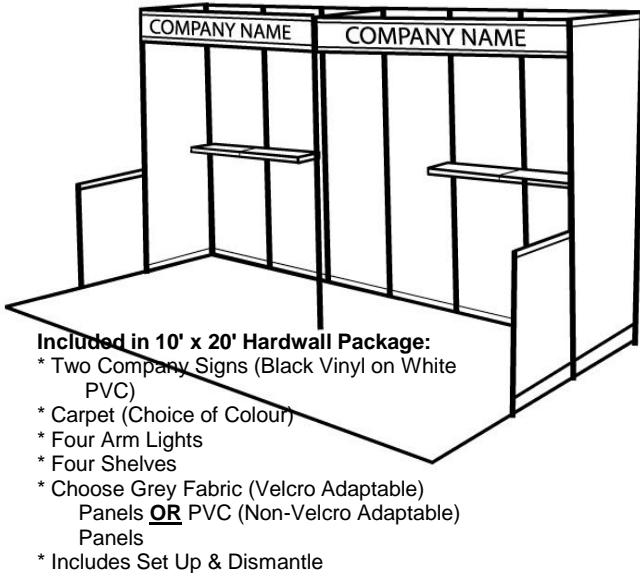 COMPANY NAME COMPANY NAME
Included in 10' x 20' Hardwall Package:
* Two Company Signs (Black Vinyl on White
PVC)
* Carpet (Choice of Colour)
* Four Arm Lights
* Four Shelves
* Choose Grey Fabric (Velcro Adaptable)
Panels OR PVC (Non-Velcro Adaptable)
Panels
* Includes Set Up & Dismantle